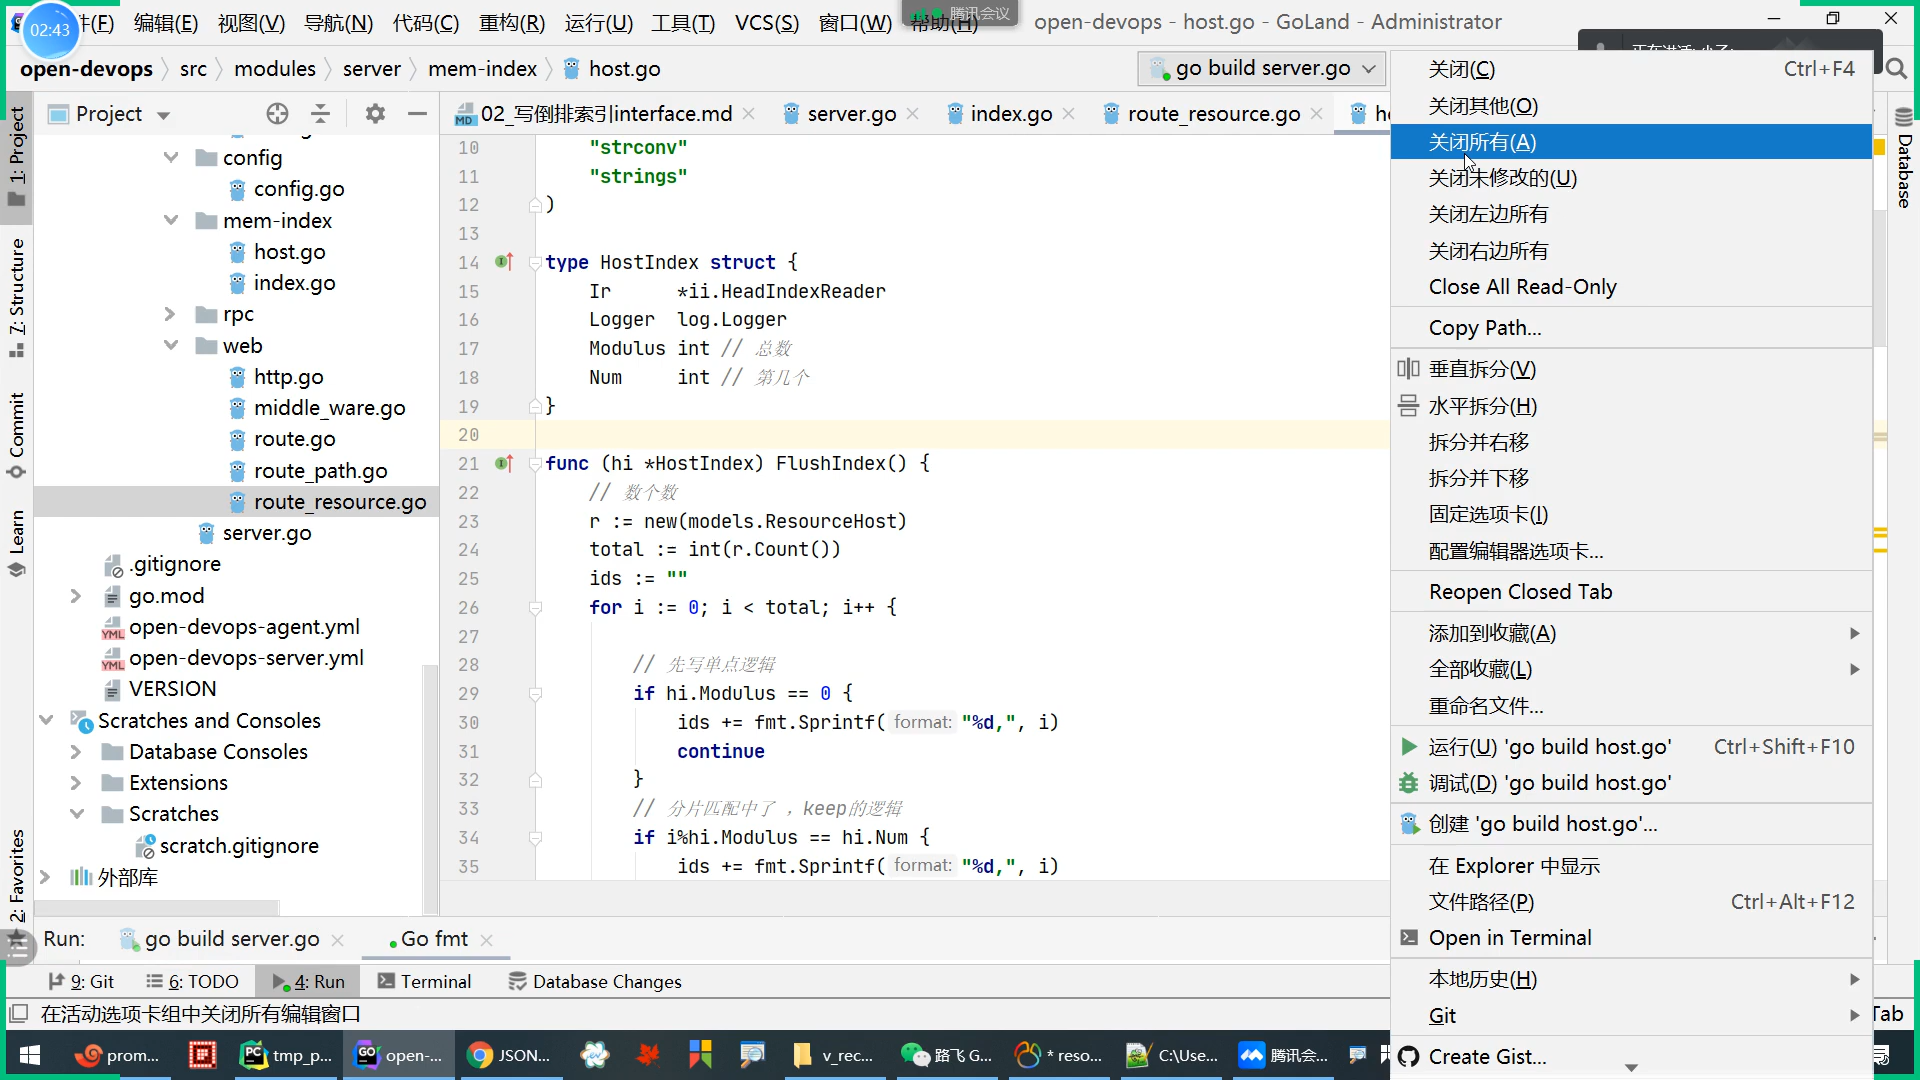 02:43
件(F) 编辑(E) 视图(V) 导航(N) 代码(C) 重构(R) 运行(U) 工具(T) VCS(S) 窗口(W) 帮助(H)
腾讯会议
open-devops - host.go - GoLand - Administrator
open-devops src modules server mem-index host.go
go build server.go
1: Project
7: Structure
Commit
Learn
2: Favorites
Project
config
config.go
mem-index
host.go
index.go
rpc
web
http.go
middle_ware.go
route.go
route_path.go
route_resource.go
server.go
.gitignore
go.mod
open-devops-agent.yml
open-devops-server.yml
VERSION
Scratches and Consoles
Database Consoles
Extensions
Scratches
scratch.gitignore
外部库
02_写倒排索引interface.md server.go index.go route_resource.go
10 "strconv"
11 "strings"
12 )
13
14 type HostIndex struct {
15 Ir *ii.HeadIndexReader
16 Logger log.Logger
17 Modulus int // 总数
18 Num int // 第几个
19 }
20
21 func (hi *HostIndex) FlushIndex() {
22 // 数个数
23 r := new(models.ResourceHost)
24 total := int(r.Count())
25 ids := ""
26 for i := 0; i < total; i++ {
27
28 // 先写单点逻辑
29 if hi.Modulus == 0 {
30 ids += fmt.Sprintf( format: "%d,", i)
31 continue
32 }
33 // 分片匹配中了 ，keep的逻辑
34 if i%hi.Modulus == hi.Num {
35 ids += fmt.Sprintf( format: "%d,", i)
关闭(C) Ctrl+F4
关闭其他(O)
关闭所有(A)
关闭未修改的(U)
关闭左边所有
关闭右边所有
Close All Read-Only
Copy Path...
垂直拆分(V)
水平拆分(H)
拆分并右移
拆分并下移
固定选项卡(I)
配置编辑器选项卡...
Reopen Closed Tab
添加到收藏(A)
全部收藏(L)
重命名文件...
运行(U) 'go build host.go' Ctrl+Shift+F10
调试(D) 'go build host.go'
创建 'go build host.go'...
在 Explorer 中显示
文件路径(P) Ctrl+Alt+F12
Open in Terminal
本地历史(H)
Git
Create Gist...
Database
Run: go build server.go Go fmt
9: Git 6: TODO 4: Run Terminal Database Changes
在活动选项卡组中关闭所有编辑窗口
Tab
prom... tmp_p... open-... JSON... v_rec... 路飞 G... * reso... C:\Use... 腾讯会...